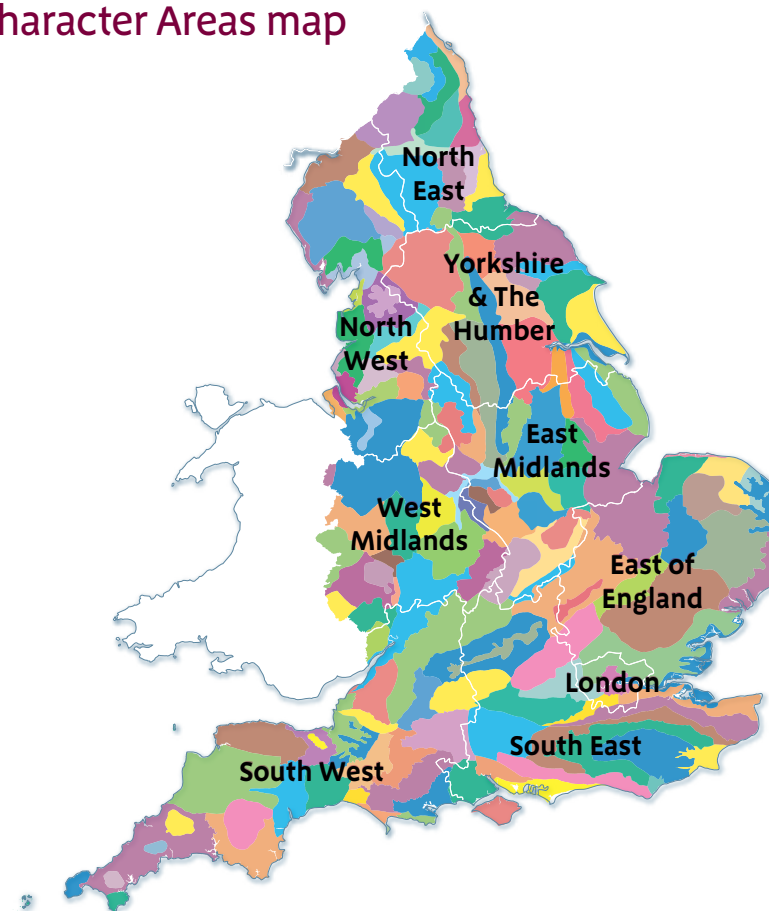 haracter Areas map
North
East
Yorkshire
& The
Humber
North
West
East
Midlands
West
Midlands
East of
England
London
South East
South West